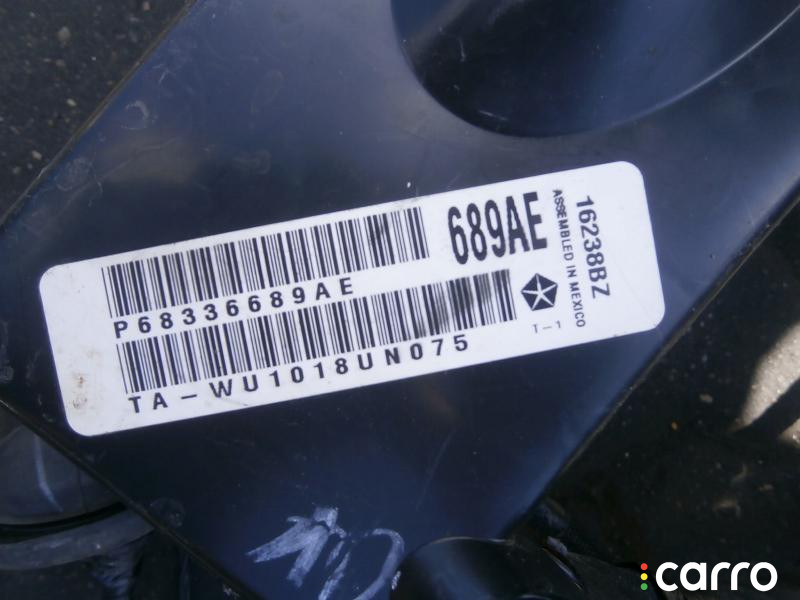 689AE
P68336689AE
TA-WU1018UN075
16238BZ
ASSEMBLED IN MEXICO
T-1
carro